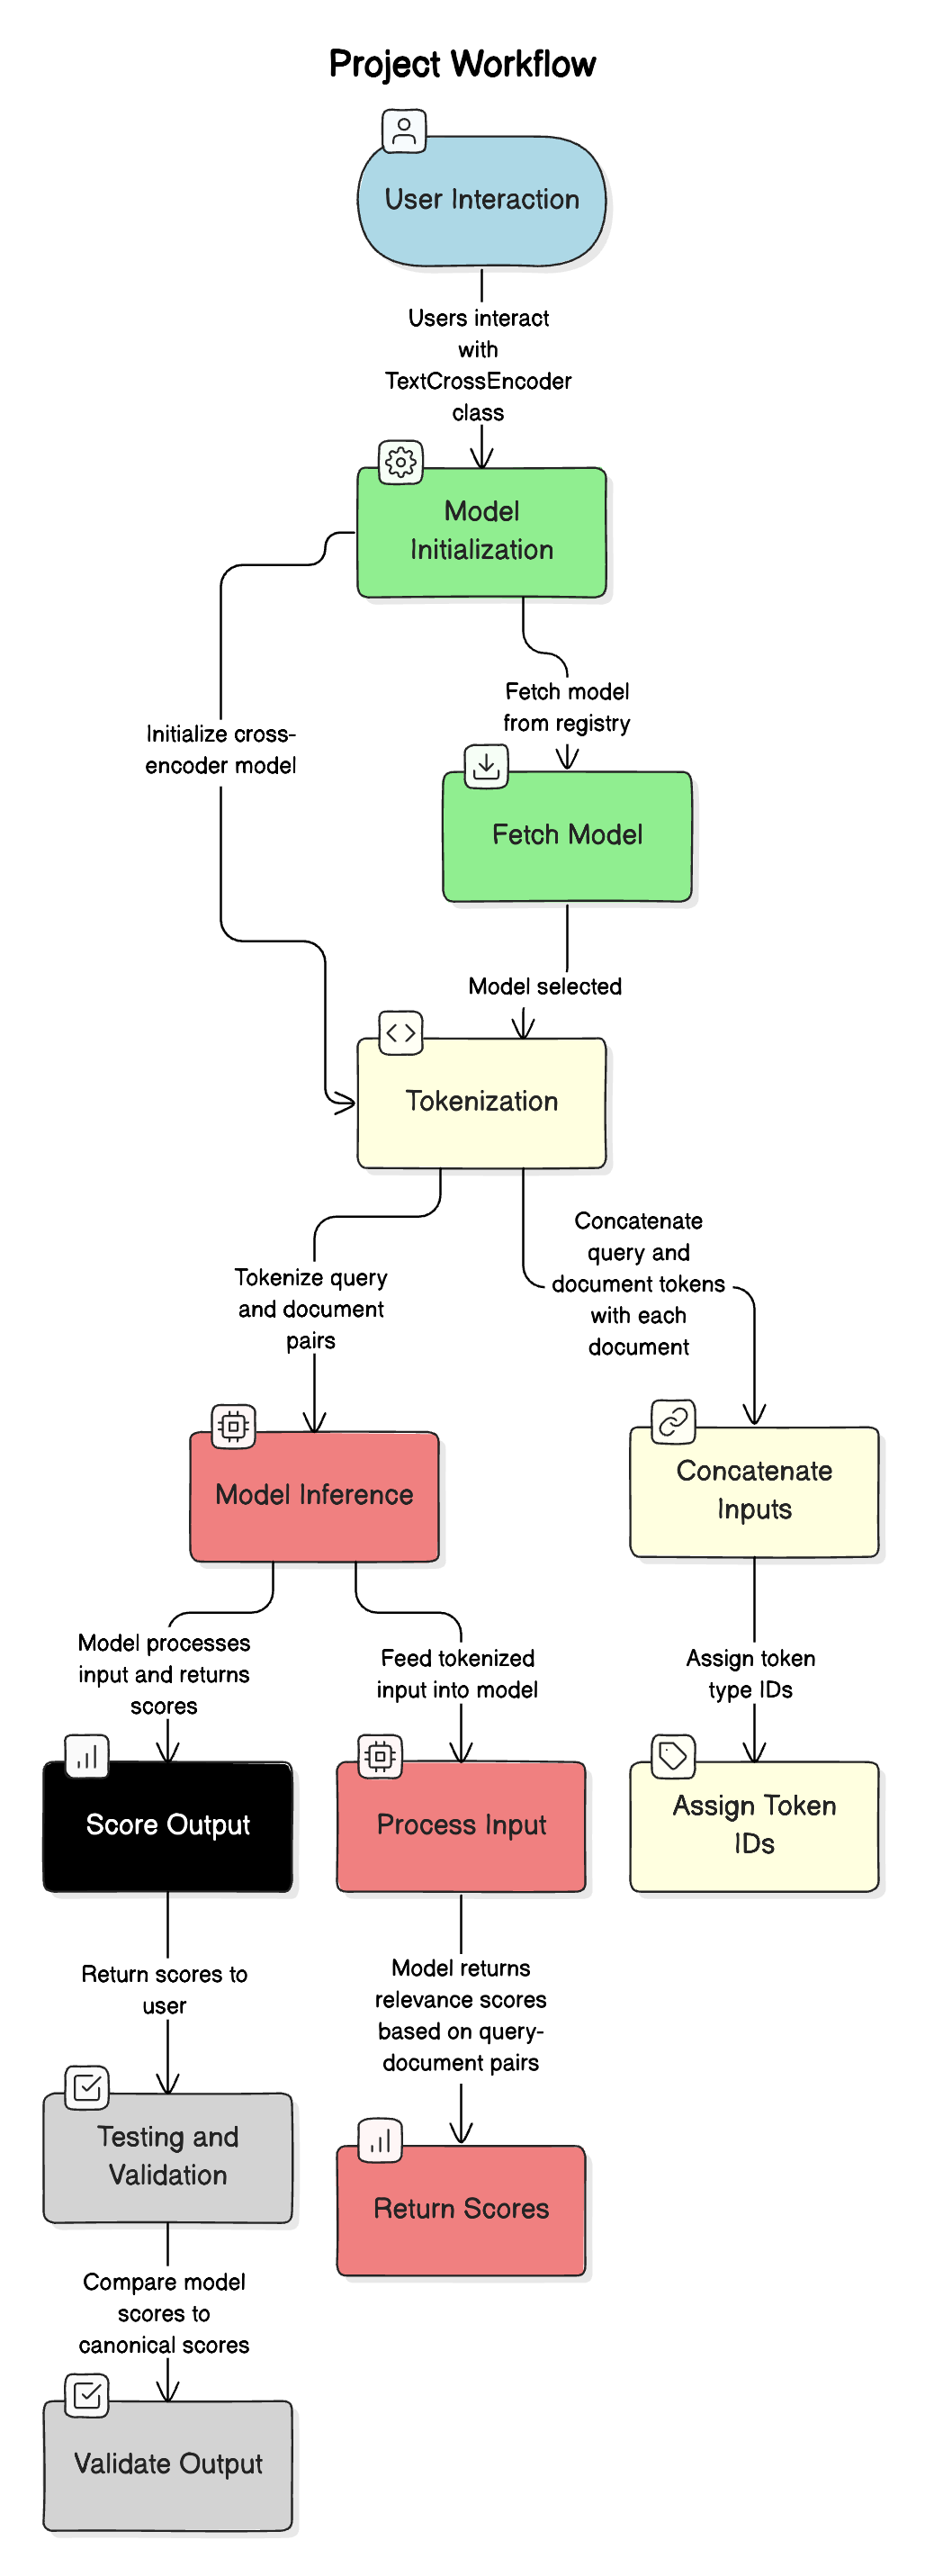 Project Workflow
User Interaction
Users interact
with
TextCrossEncoder
class
Model
Initialization
Fetch model
from registry
Initialize cross-
encoder model
Fetch Model
Model selected
Tokenization
Tokenize query
and document
pairs
Concatenate
query and
document tokens
with each
document
Model Inference
Concatenate
Inputs
Model processes
input and returns
scores
Feed tokenized
input into model
Assign token
type IDs
Score Output
Process Input
Assign Token
IDs
Return scores to
user
Model returns
relevance scores
based on query-
document pairs
Testing and
Validation
Return Scores
Compare model
scores to
canonical scores
Validate Output